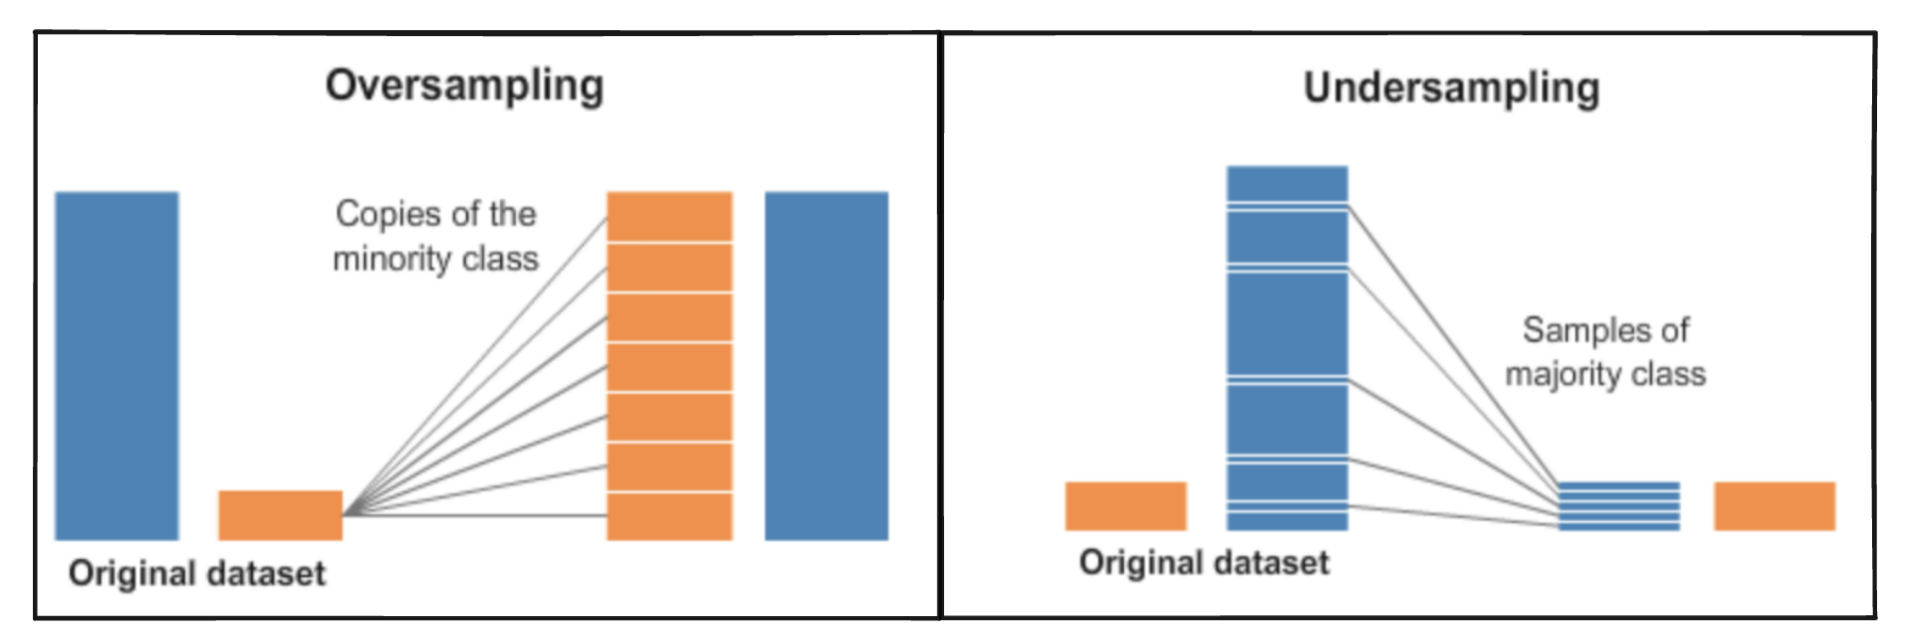 Oversampling
Copies of the
minority class
Original dataset
Undersampling
Samples of
majority class
Original dataset